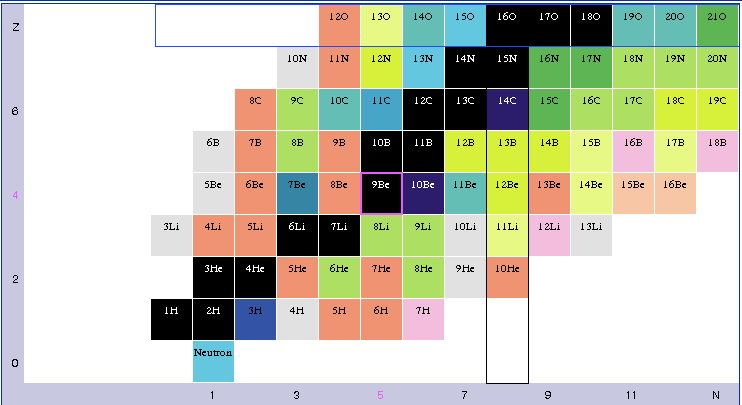 Z 12O 13O 14O 15O 16O 17O 18O 19O 20O 21O
10N 11N 12N 13N 14N 15N 16N 17N 18N 19N 20N
6 8C 9C 10C 11C 12C 13C 14C 15C 16C 17C 18C 19C
6B 7B 8B 9B 10B 11B 12B 13B 14B 15B 16B 17B 18B
4 5Be 6Be 7Be 8Be 9Be 10Be 11Be 12Be 13Be 14Be 15Be 16Be
3Li 4Li 5Li 6Li 7Li 8Li 9Li 10Li 11Li 12Li 13Li
2 3He 4He 5He 6He 7He 8He 9He 10He
1H 2H 3H 4H 5H 6H 7H
0 Neutron
1 3 5 7 9 11 N